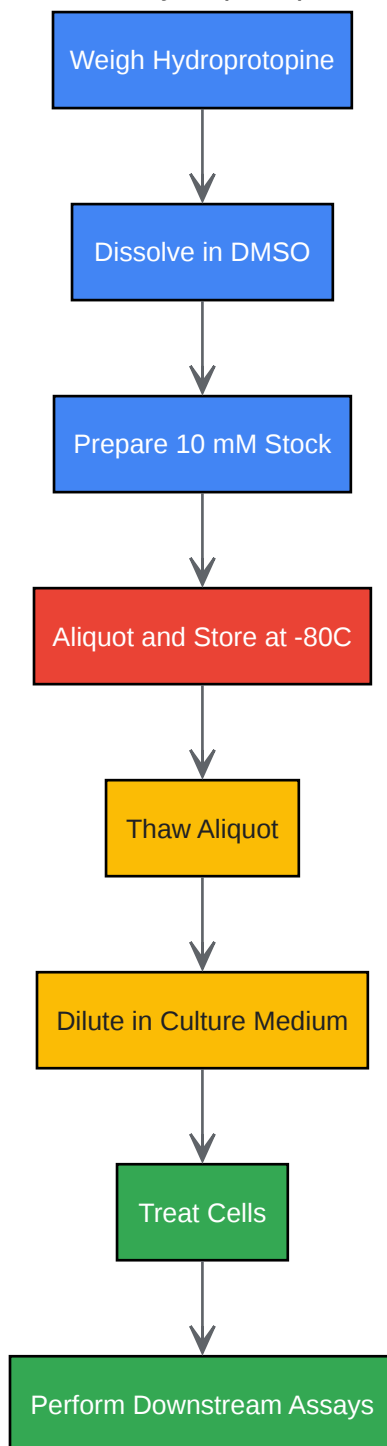 Weigh Hydroprotopine
Dissolve in DMSO
Prepare 10 mM Stock
Aliquot and Store at -80C
Thaw Aliquot
Dilute in Culture Medium
Treat Cells
Perform Downstream Assays